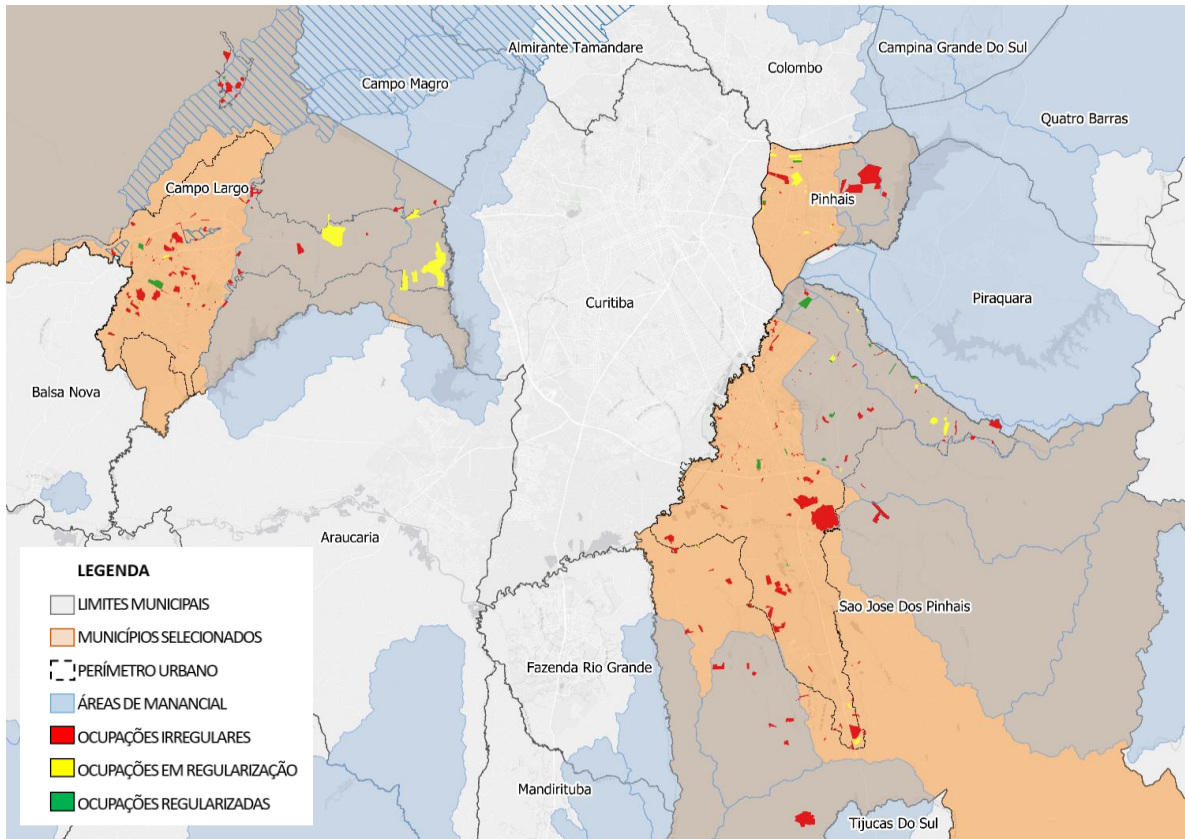 Almirante Tamandare
Campina Grande Do Sul
Colombo
Campo Magro
Quatro Barras
Campo Largo
Pinhais
Curitiba
Piraquara
Balsa Nova
Araucaria
Sao Jose Dos Pinhais
Fazenda Rio Grande
Mandirituba
Tijucas Do Sul
LEGENDA
LIMITES MUNICIPAIS
MUNICÍPIOS SELECIONADOS
PERÍMETRO URBANO
ÁREAS DE MANANCIAL
OCUPAÇÕES IRREGULARES
OCUPAÇÕES EM REGULARIZAÇÃO
OCUPAÇÕES REGULARIZADAS